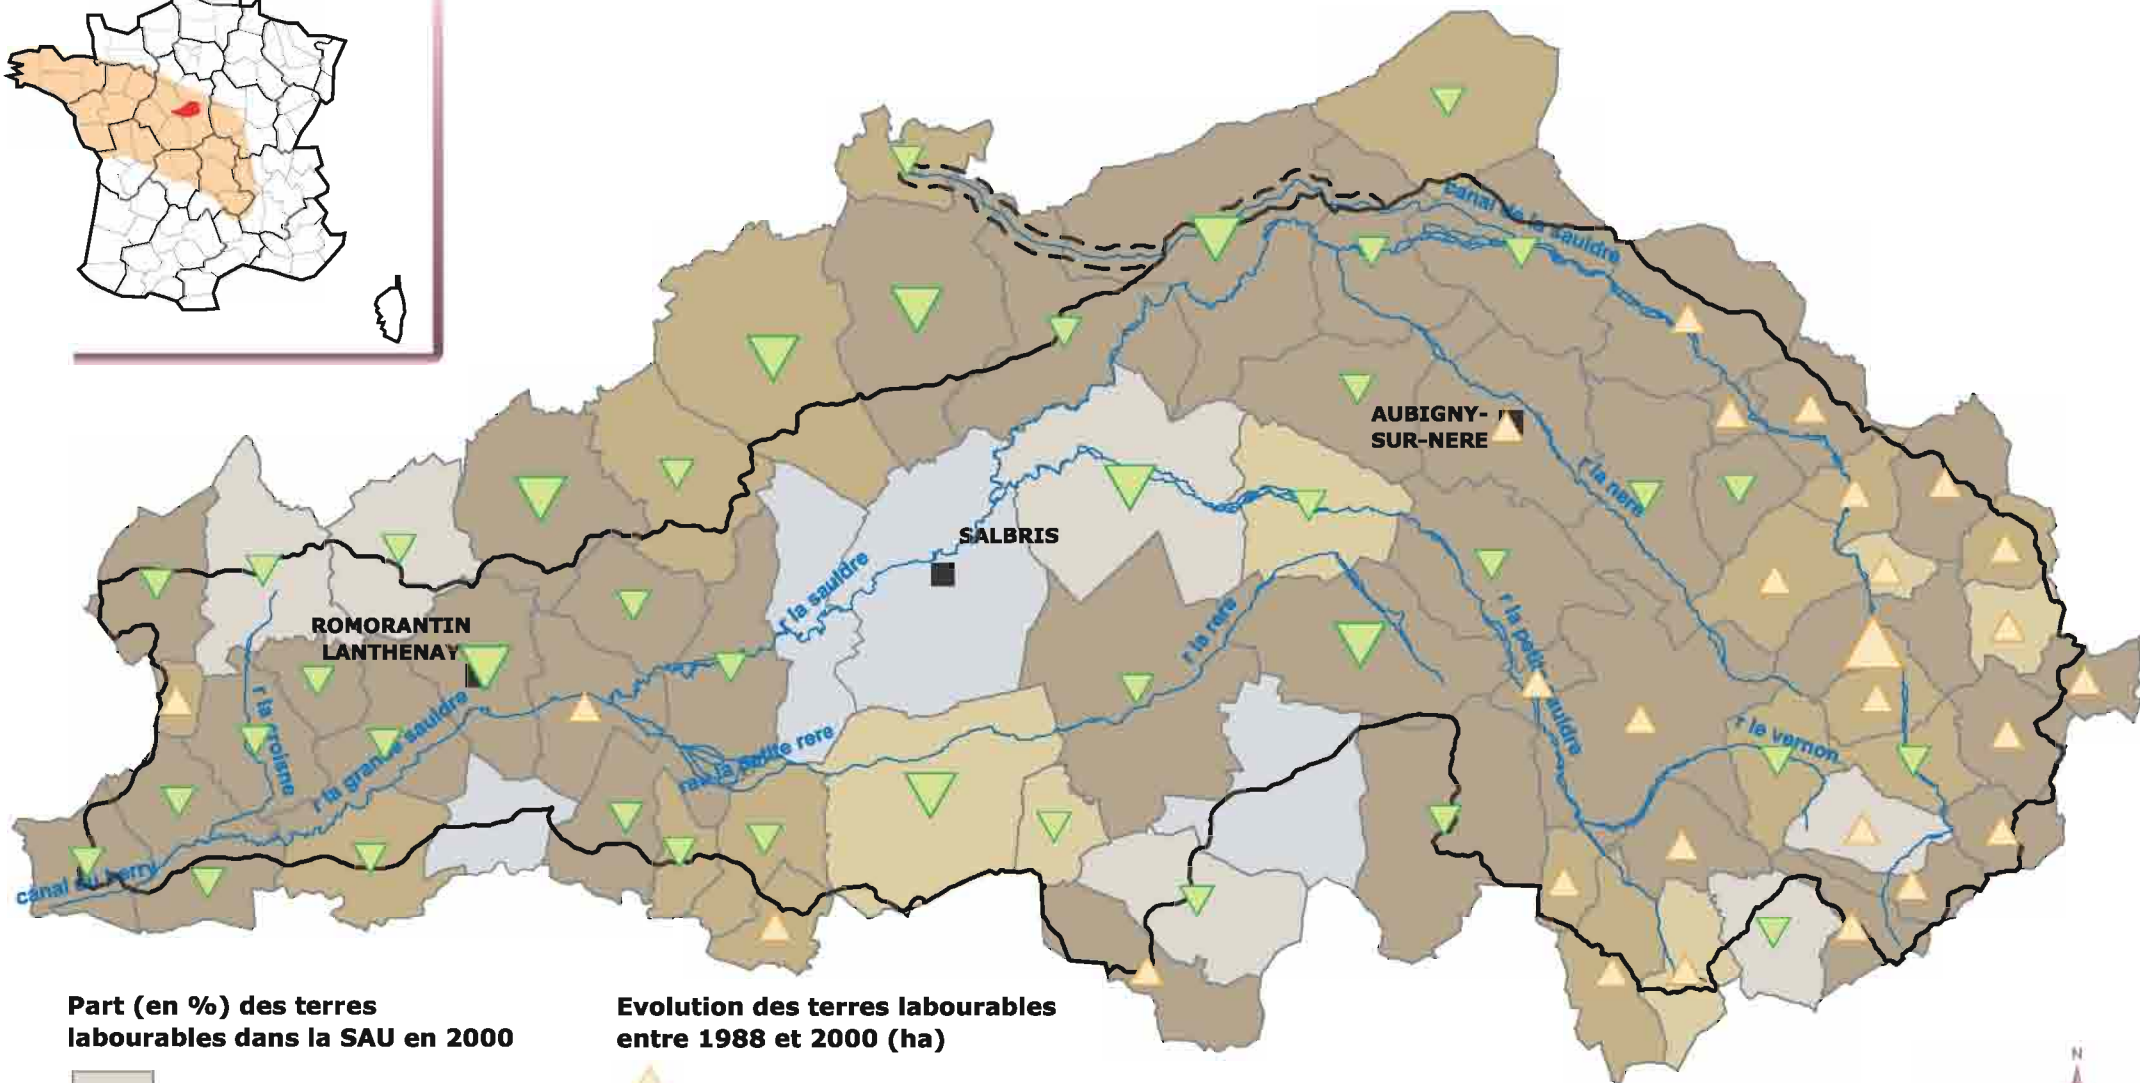 canal de la sauldre
AUBIGNY-
SUR-NERE
r la nere
SALBRIS
r la sauldre
ROMORANTIN
LANTHENAY
r la rere
r la petite sauldre
r la croisne
r la grande sauldre
rau la petite rere
r le vernon
canal du berry
Part (en %) des terres
labourables dans la SAU en 2000
Evolution des terres labourables
entre 1988 et 2000 (ha)
N